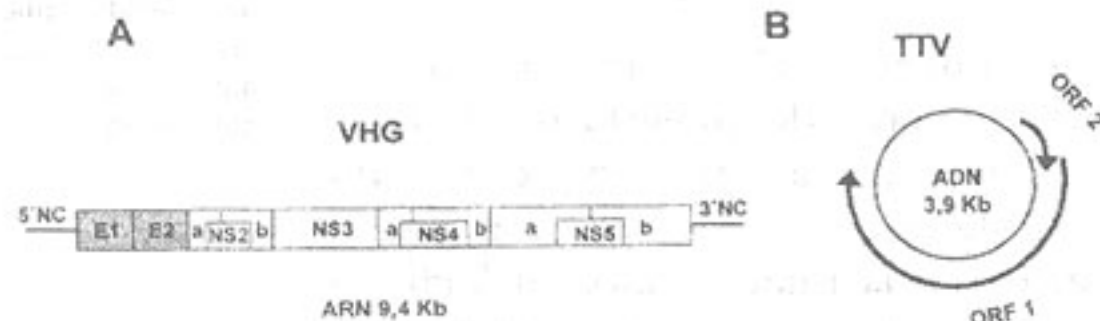 A
VHG
5´NC E1 E2 a NS2 b NS3 a NS4 b a NS5 b 3´NC
ARN 9,4 Kb
B
TTV
ORF 2
ADN
3,9 Kb
ORF 1